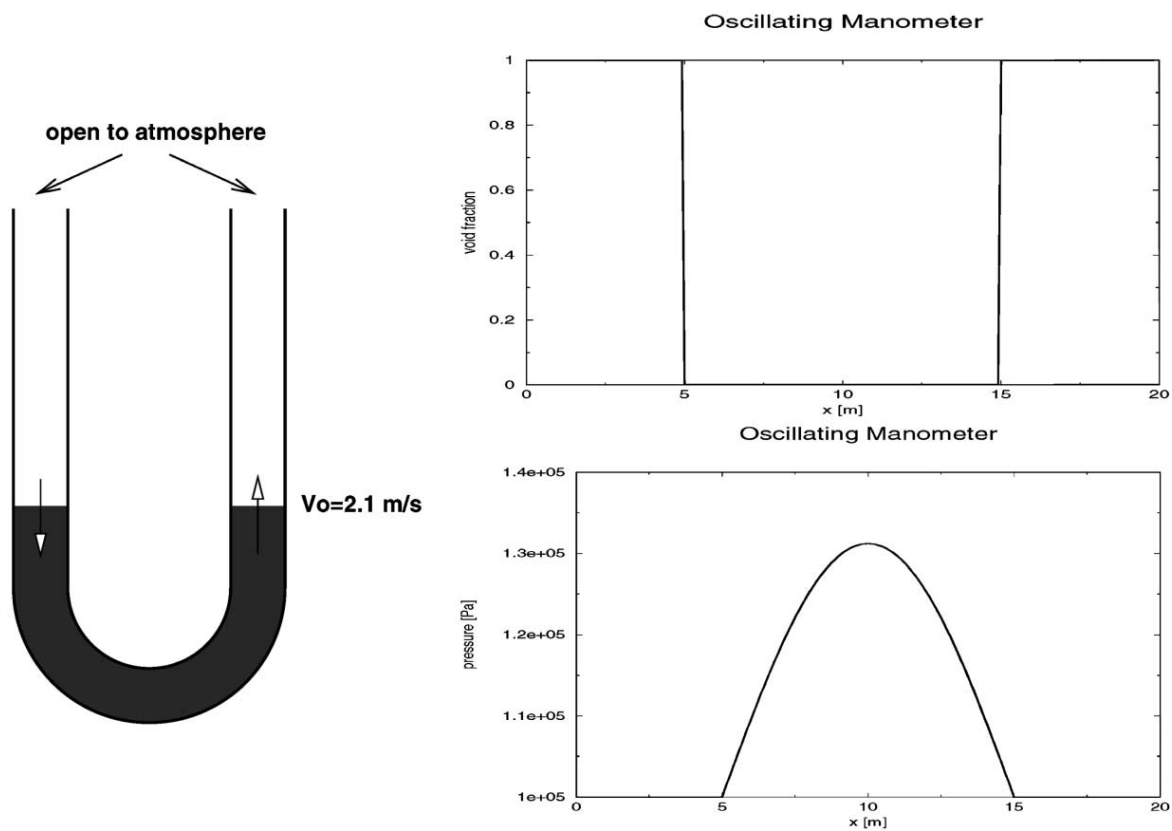 open to atmosphere
Vo=2.1 m/s
Oscillating Manometer
1
0.8
0.6
0.4
0.2
0
void fraction
0 5 10 15 20
x [m]
Oscillating Manometer
1.4e+05
1.3e+05
1.2e+05
1.1e+05
1e+05
pressure [Pa]
0 5 10 15 20
x [m]